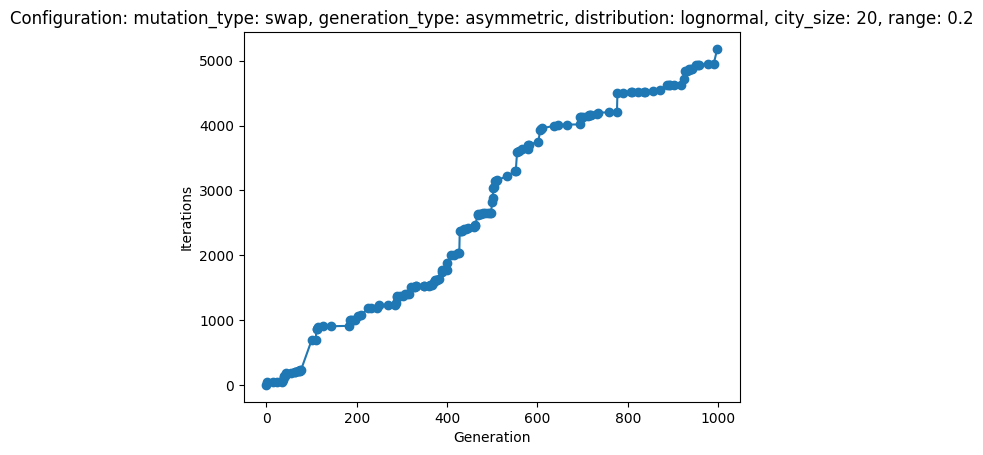 Configuration: mutation_type: swap, generation_type: asymmetric, distribution: lognormal, city_size: 20, range: 0.2
5000
4000
3000
2000
1000
0
Iterations
0 200 400 600 800 1000
Generation